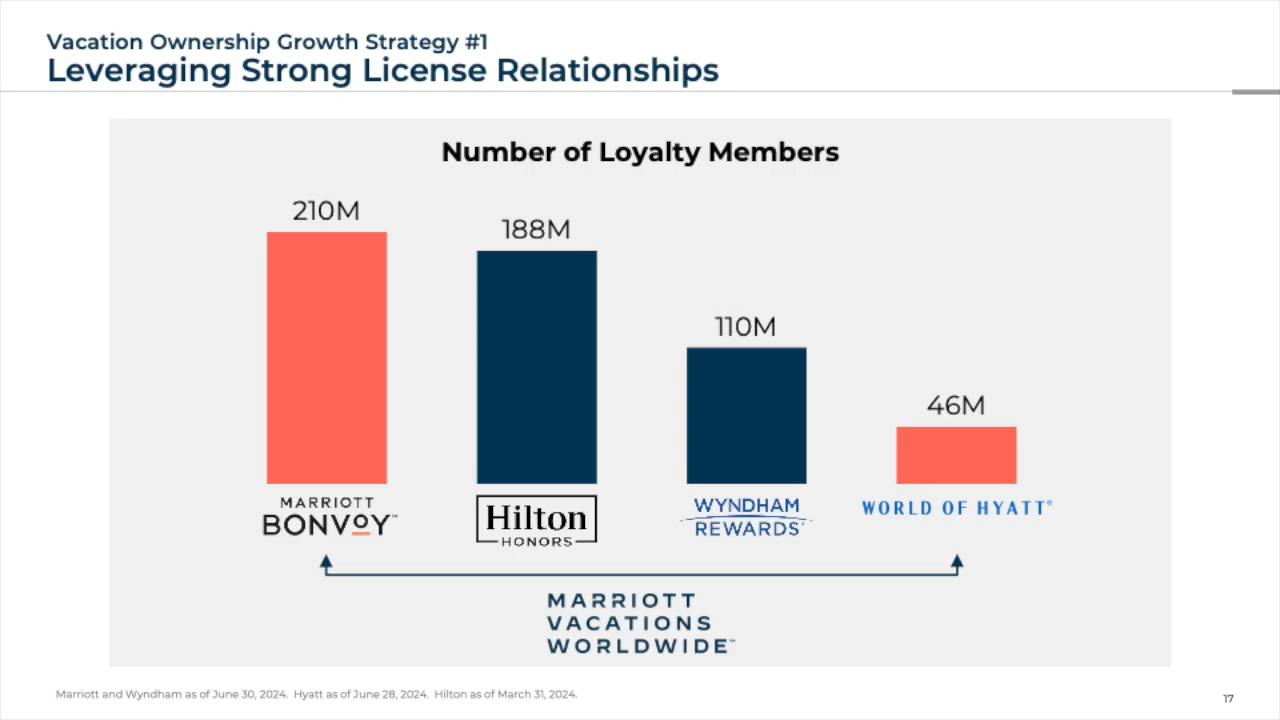 Vacation Ownership Growth Strategy #1
Leveraging Strong License Relationships
Number of Loyalty Members
210M
188M
110M
46M
MARRIOTT
BONVOY™
Hilton
HONORS
WYNDHAM
REWARDS®
WORLD OF HYATT®
MARRIOTT
VACATIONS
WORLDWIDE™
Marriott and Wyndham as of June 30, 2024. Hyatt as of June 28, 2024. Hilton as of March 31, 2024.
17